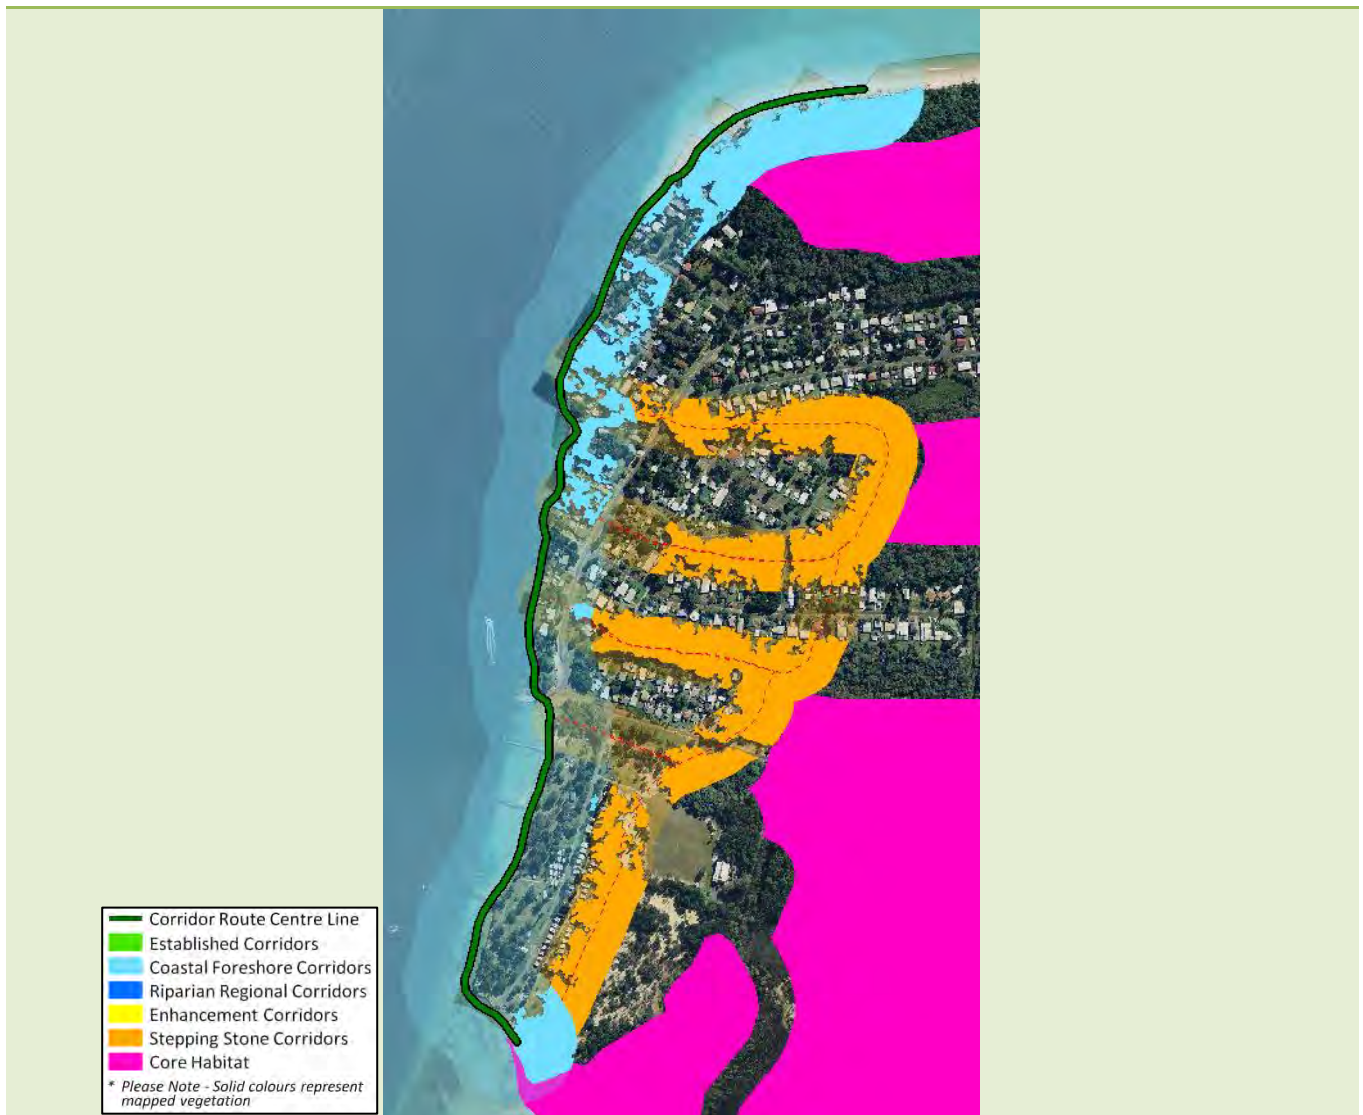 Corridor Route Centre Line
Established Corridors
Coastal Foreshore Corridors
Riparian Regional Corridors
Enhancement Corridors
Stepping Stone Corridors
Core Habitat
* Please Note - Solid colours represent
mapped vegetation